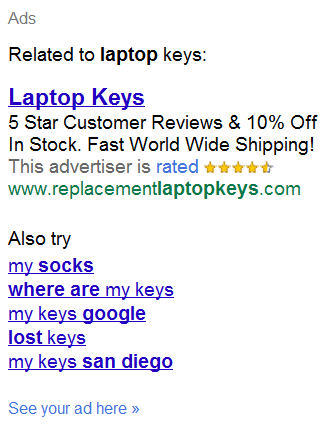 Ads
Related to laptop keys:
Laptop Keys
5 Star Customer Reviews & 10% Off
In Stock. Fast World Wide Shipping!
This advertiser is rated
www.replacementlaptopkeys.com
Also try
my socks
where are my keys
my keys google
lost keys
my keys san diego
See your ad here »